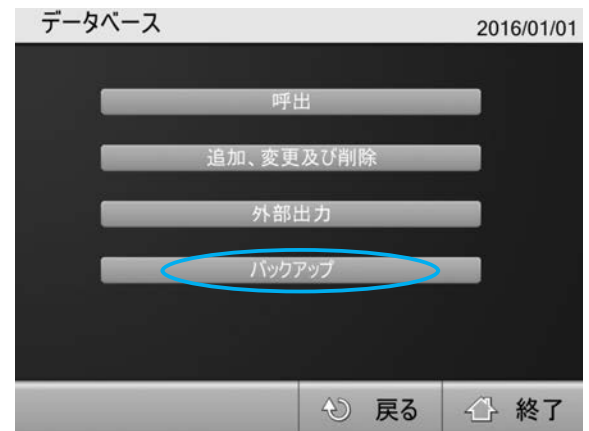 データベース 2016/01/01
呼出
追加、変更及び削除
外部出力
バックアップ
戻る 終了